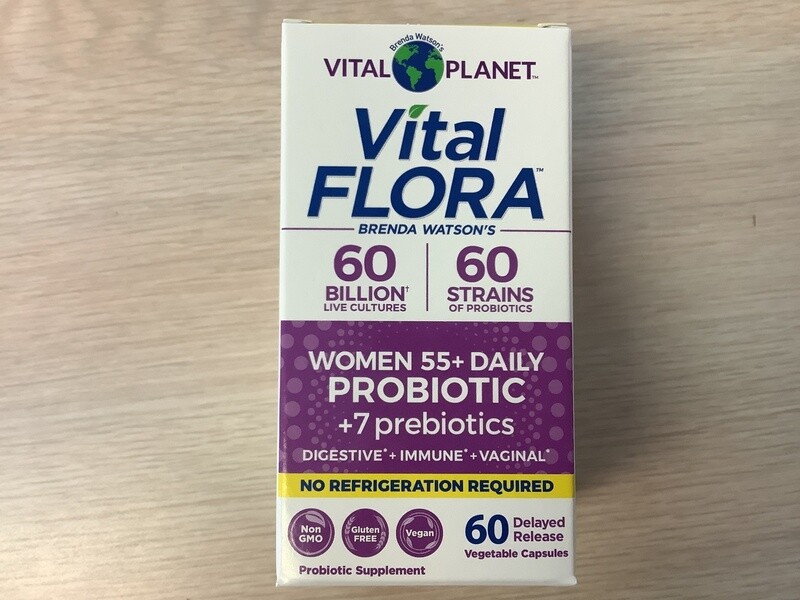 Brenda Watson's
VITAL PLANET™
Vital
FLORA™
BRENDA WATSON'S
60
BILLION†
LIVE CULTURES
60
STRAINS
OF PROBIOTICS
WOMEN 55+ DAILY
PROBIOTIC
+7 prebiotics
DIGESTIVE* + IMMUNE* + VAGINAL*
NO REFRIGERATION REQUIRED
Non
GMO
Gluten
FREE
Vegan
60 Delayed
Release
Vegetable Capsules
Probiotic Supplement